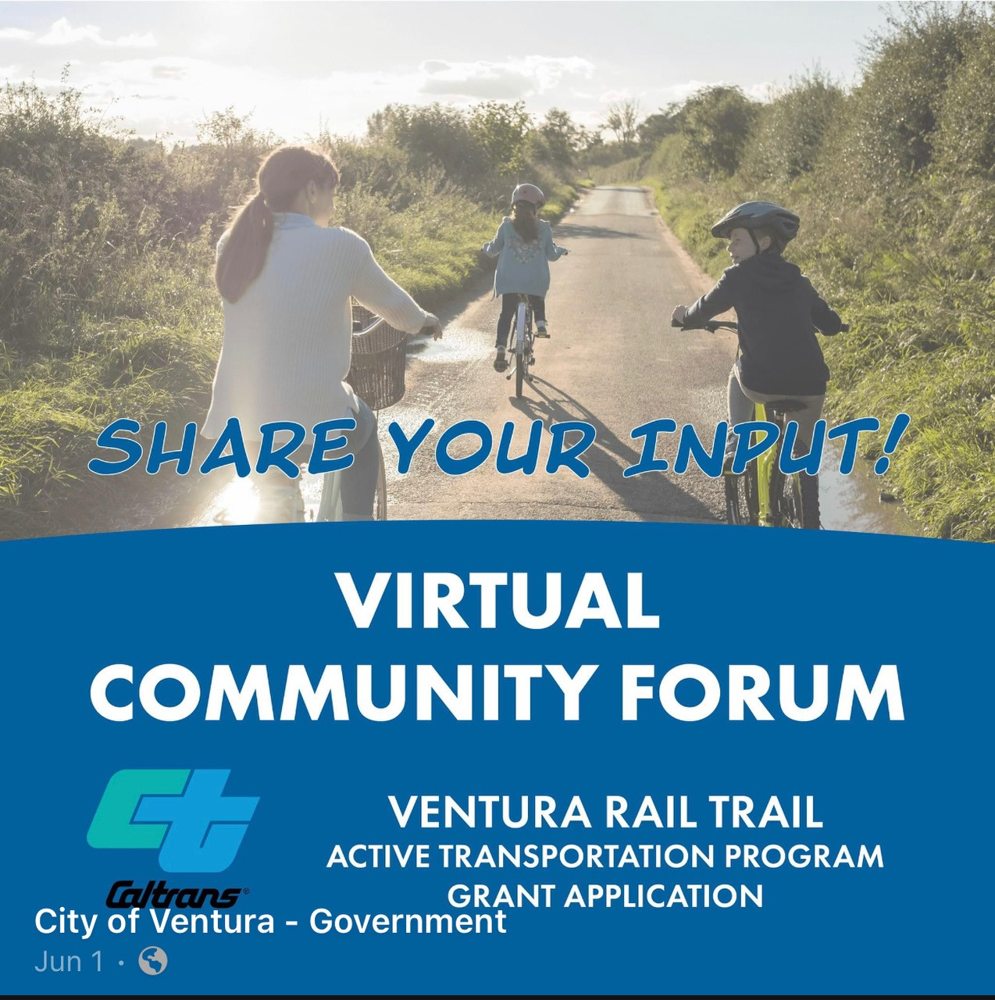 SHARE YOUR INPUT!
VIRTUAL
COMMUNITY FORUM
VENTURA RAIL TRAIL
ACTIVE TRANSPORTATION PROGRAM
GRANT APPLICATION
Ct
Caltrans®
City of Ventura - Government
Jun 1 ·